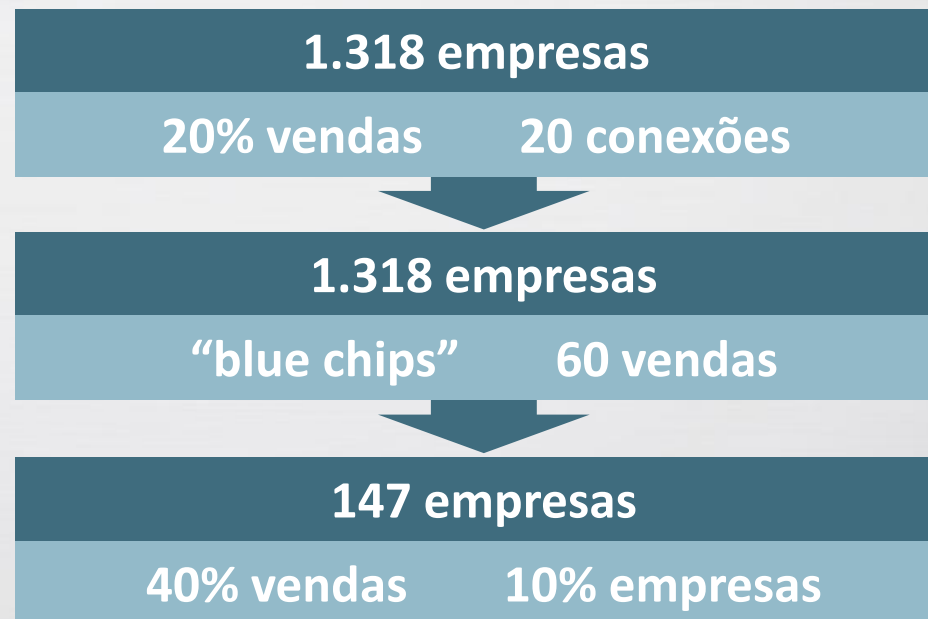 1.318 empresas
20% vendas 20 conexões
1.318 empresas
“blue chips” 60 vendas
147 empresas
40% vendas 10% empresas